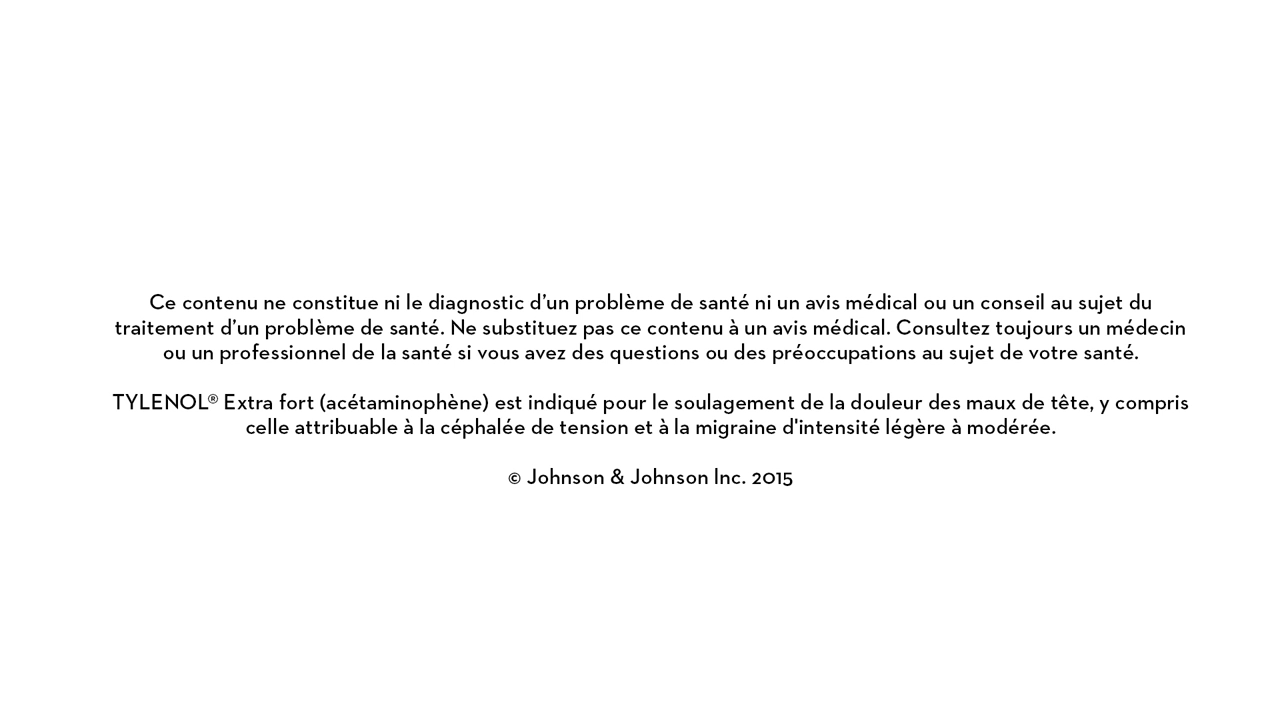 Ce contenu ne constitue ni le diagnostic d’un problème de santé ni un avis médical ou un conseil au sujet du
traitement d’un problème de santé. Ne substituez pas ce contenu à un avis médical. Consultez toujours un médecin
ou un professionnel de la santé si vous avez des questions ou des préoccupations au sujet de votre santé.
TYLENOL® Extra fort (acétaminophène) est indiqué pour le soulagement de la douleur des maux de tête, y compris
celle attribuable à la céphalée de tension et à la migraine d'intensité légère à modérée.
© Johnson & Johnson Inc. 2015